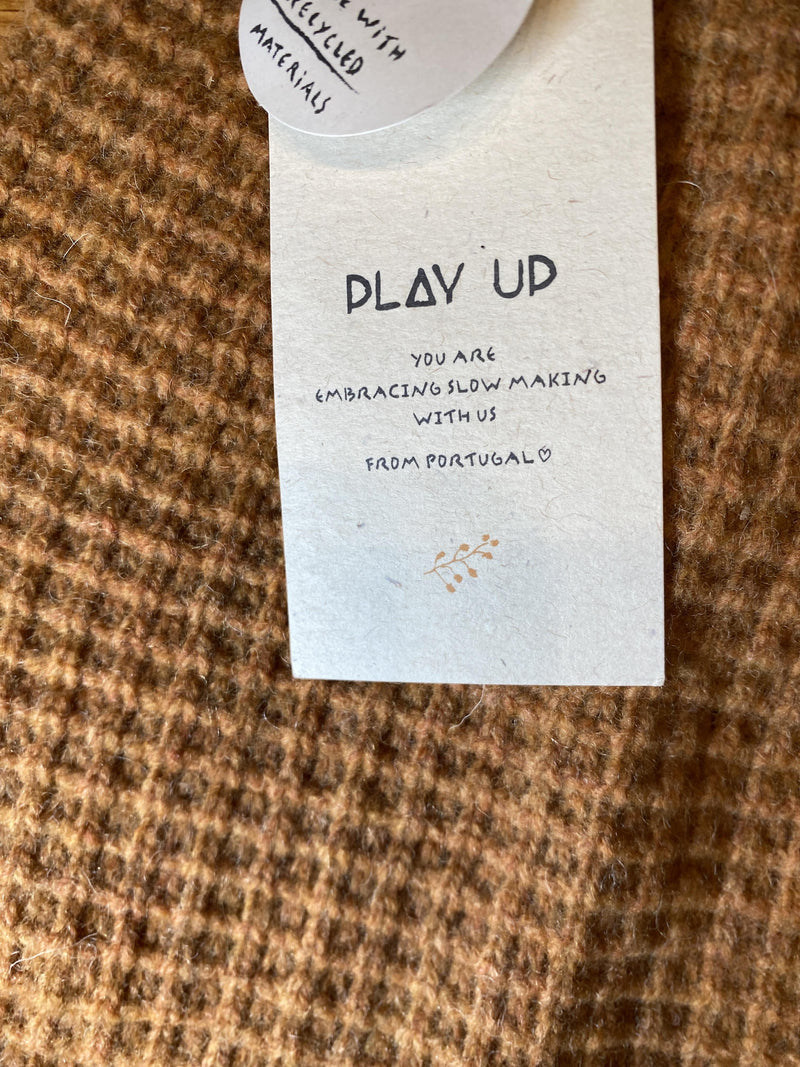 WITH
RECYCLED
MATERIALS
PLAY UP
YOU ARE
EMBRACING SLOW MAKING
WITH US
FROM PORTUGAL♡